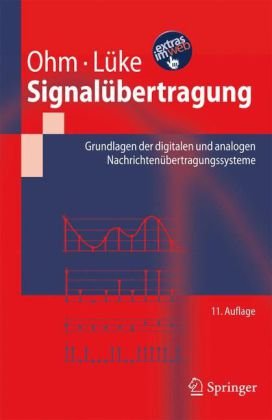 Ohm · Lüke
extras
im web
Signalübertragung
Grundlagen der digitalen und analogen
Nachrichtenübertragungssysteme
11. Auflage
Springer